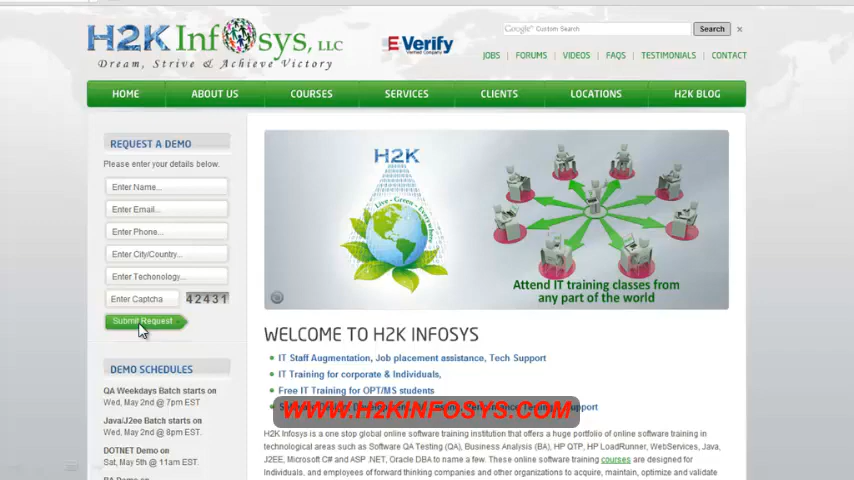 H2K Infosys, LLC
Dream, Strive & Achieve Victory
E Verify
Google Custom Search
Search
JOBS | FORUMS | VIDEOS | FAQS | TESTIMONIALS | CONTACT
HOME ABOUT US COURSES SERVICES CLIENTS LOCATIONS H2K BLOG
REQUEST A DEMO
Please enter your details below.
Enter Name...
Enter Email...
Enter Phone...
Enter City/Country...
Enter Techonology...
Enter Captcha 42431
Submit Request
DEMO SCHEDULES
QA Weekdays Batch starts on
Wed, May 2nd @ 7pm EST.
Java/J2ee Batch starts on
Wed, May 2nd @ 8pm EST.
DOTNET Demo on
Sat, May 5th @ 11am EST.
H2K
Live - Green - Everywhere
Attend IT training classes from
any part of the world
WELCOME TO H2K INFOSYS
IT Staff Augmentation, Job placement assistance, Tech Support
IT Training for corporate & Individuals,
Free IT Training for OPT/MS students
WWW.H2KINFOSYS.COM
H2K Infosys is a one stop global online software training institution that offers a huge portfolio of online software training in
technological areas such as Software QA Testing (QA), Business Analysis (BA), HP QTP, HP LoadRunner, WebServices, Java,
J2EE, Microsoft C# and ASP .NET, Oracle DBA to name a few. These online software training courses are designed for
Individuals, and employees of forward thinking companies and other organizations to acquire, maintain, optimize and validate